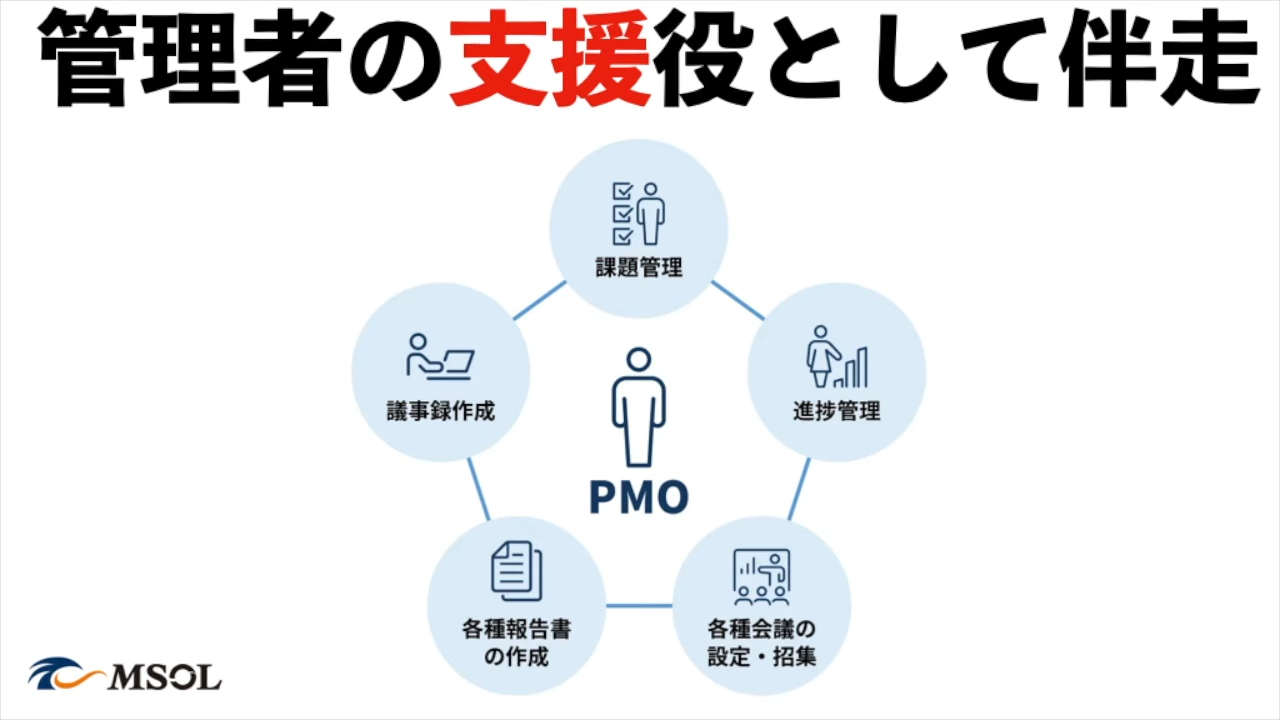 管理者の支援役として伴走
課題管理
議事録作成
進捗管理
PMO
各種報告書
の作成
各種会議の
設定・招集
MSOL